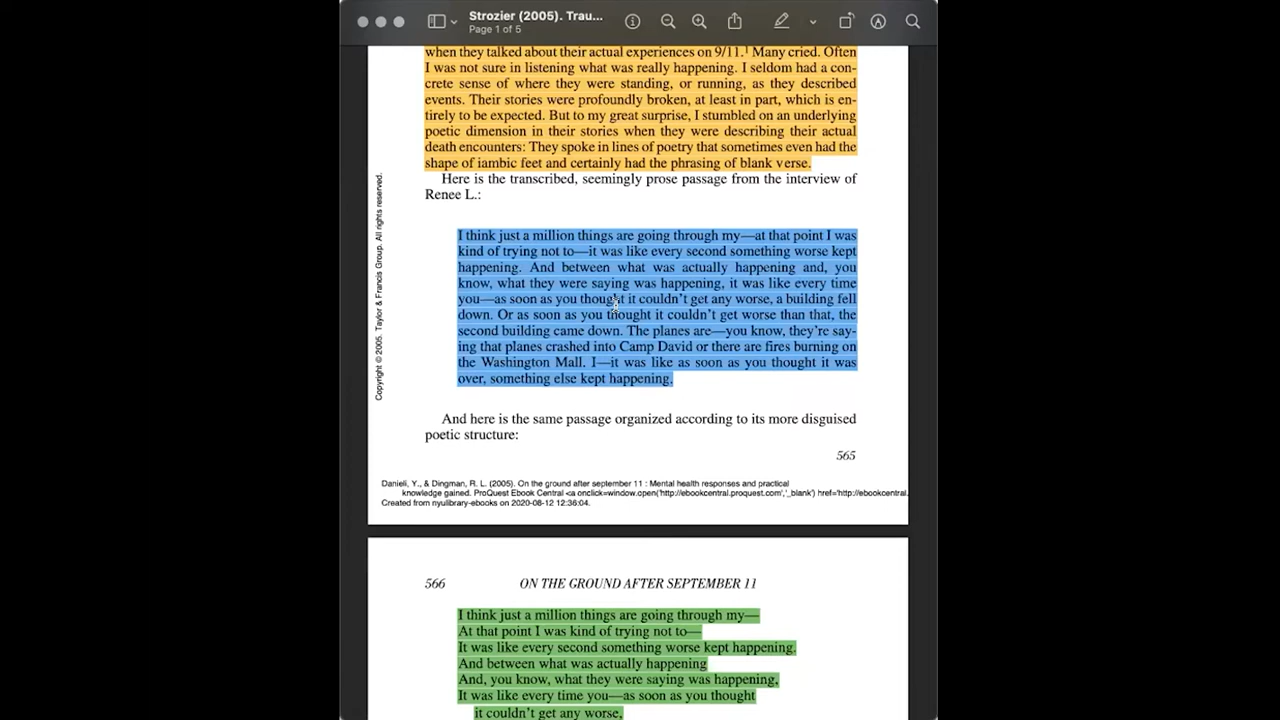 Strozier (2005). Trau...
Page 1 of 5
when they talked about their actual experiences on 9/11.¹ Many cried. Often
I was not sure in listening what was really happening. I seldom had a con-
crete sense of where they were standing, or running, as they described
events. Their stories were profoundly broken, at least in part, which is en-
tirely to be expected. But to my great surprise, I stumbled on an underlying
poetic dimension in their stories when they were describing their actual
death encounters: They spoke in lines of poetry that sometimes even had the
shape of iambic feet and certainly had the phrasing of blank verse.
Here is the transcribed, seemingly prose passage from the interview of
Renee L.:
I think just a million things are going through my—at that point I was
kind of trying not to—it was like every second something worse kept
happening. And between what was actually happening and, you
know, what they were saying was happening, it was like every time
you—as soon as you thought it couldn't get any worse, a building fell
down. Or as soon as you thought it couldn't get worse than that, the
second building came down. The planes are—you know, they're say-
ing that planes crashed into Camp David or there are fires burning on
the Washington Mall. I—it was like as soon as you thought it was
over, something else kept happening.
And here is the same passage organized according to its more disguised
poetic structure:
565
Copyright © 2005. Taylor & Francis Group. All rights reserved.
Danieli, Y., & Dingman, R. L. (2005). On the ground after september 11 : Mental health responses and practical
knowledge gained. ProQuest Ebook Central <a onclick=window.open('http://ebookcentral.proquest.com','_blank') href='http://ebookcentral.
Created from nyulibrary-ebooks on 2020-08-12 12:36:04.
566 ON THE GROUND AFTER SEPTEMBER 11
I think just a million things are going through my—
At that point I was kind of trying not to—
It was like every second something worse kept happening.
And between what was actually happening
And, you know, what they were saying was happening,
It was like every time you—as soon as you thought
it couldn't get any worse,